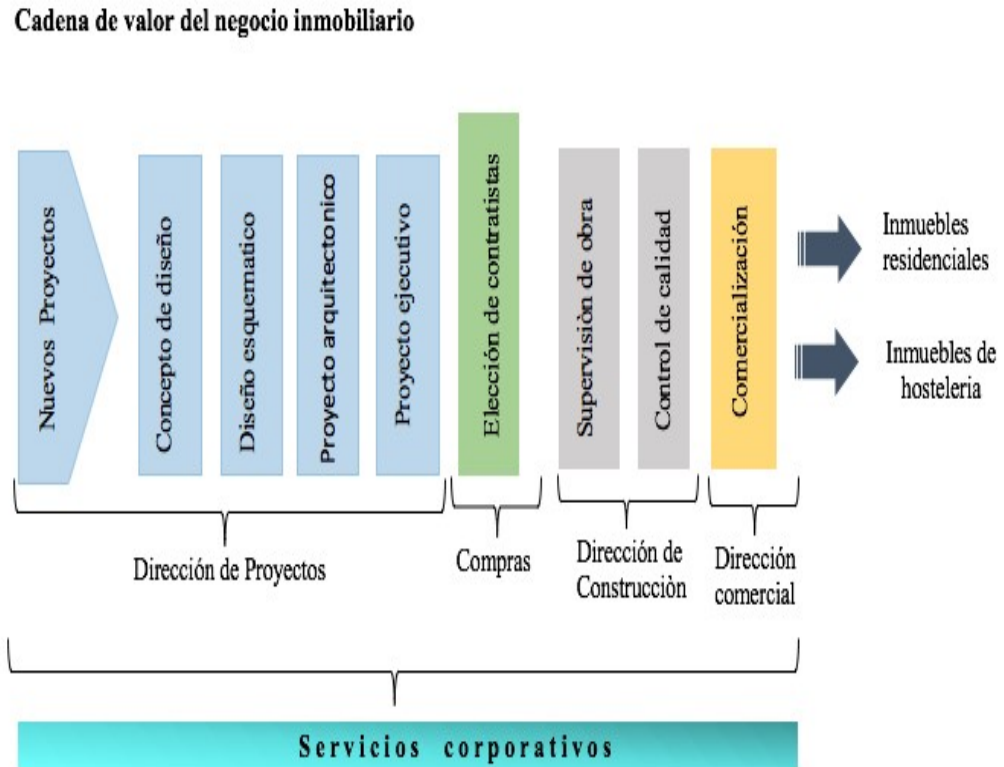 Cadena de valor del negocio inmobiliario
Nuevos Proyectos
Concepto de diseño
Diseño esquematico
Proyecto arquitectónico
Proyecto ejecutivo
Elección de contratistas
Supervisiòn de obra
Control de calidad
Comercialización
Inmuebles
residenciales
Inmuebles de
hosteleria
Dirección de Proyectos
Compras
Dirección de
Construcciòn
Dirección
comercial
Servicios corporativos